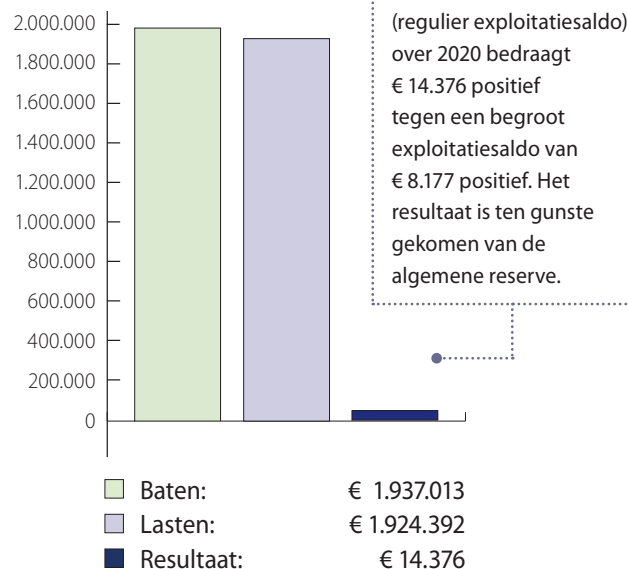 2.000.000
1.800.000
1.600.000
1.400.000
1.200.000
1.000.000
800.000
600.000
400.000
200.000
0
(regulier exploitatiesaldo)
over 2020 bedraagt
€ 14.376 positief
tegen een begroot
exploitatiesaldo van
€ 8.177 positief. Het
resultaat is ten gunste
gekomen van de
algemene reserve.
Baten: € 1.937.013
Lasten: € 1.924.392
Resultaat: € 14.376